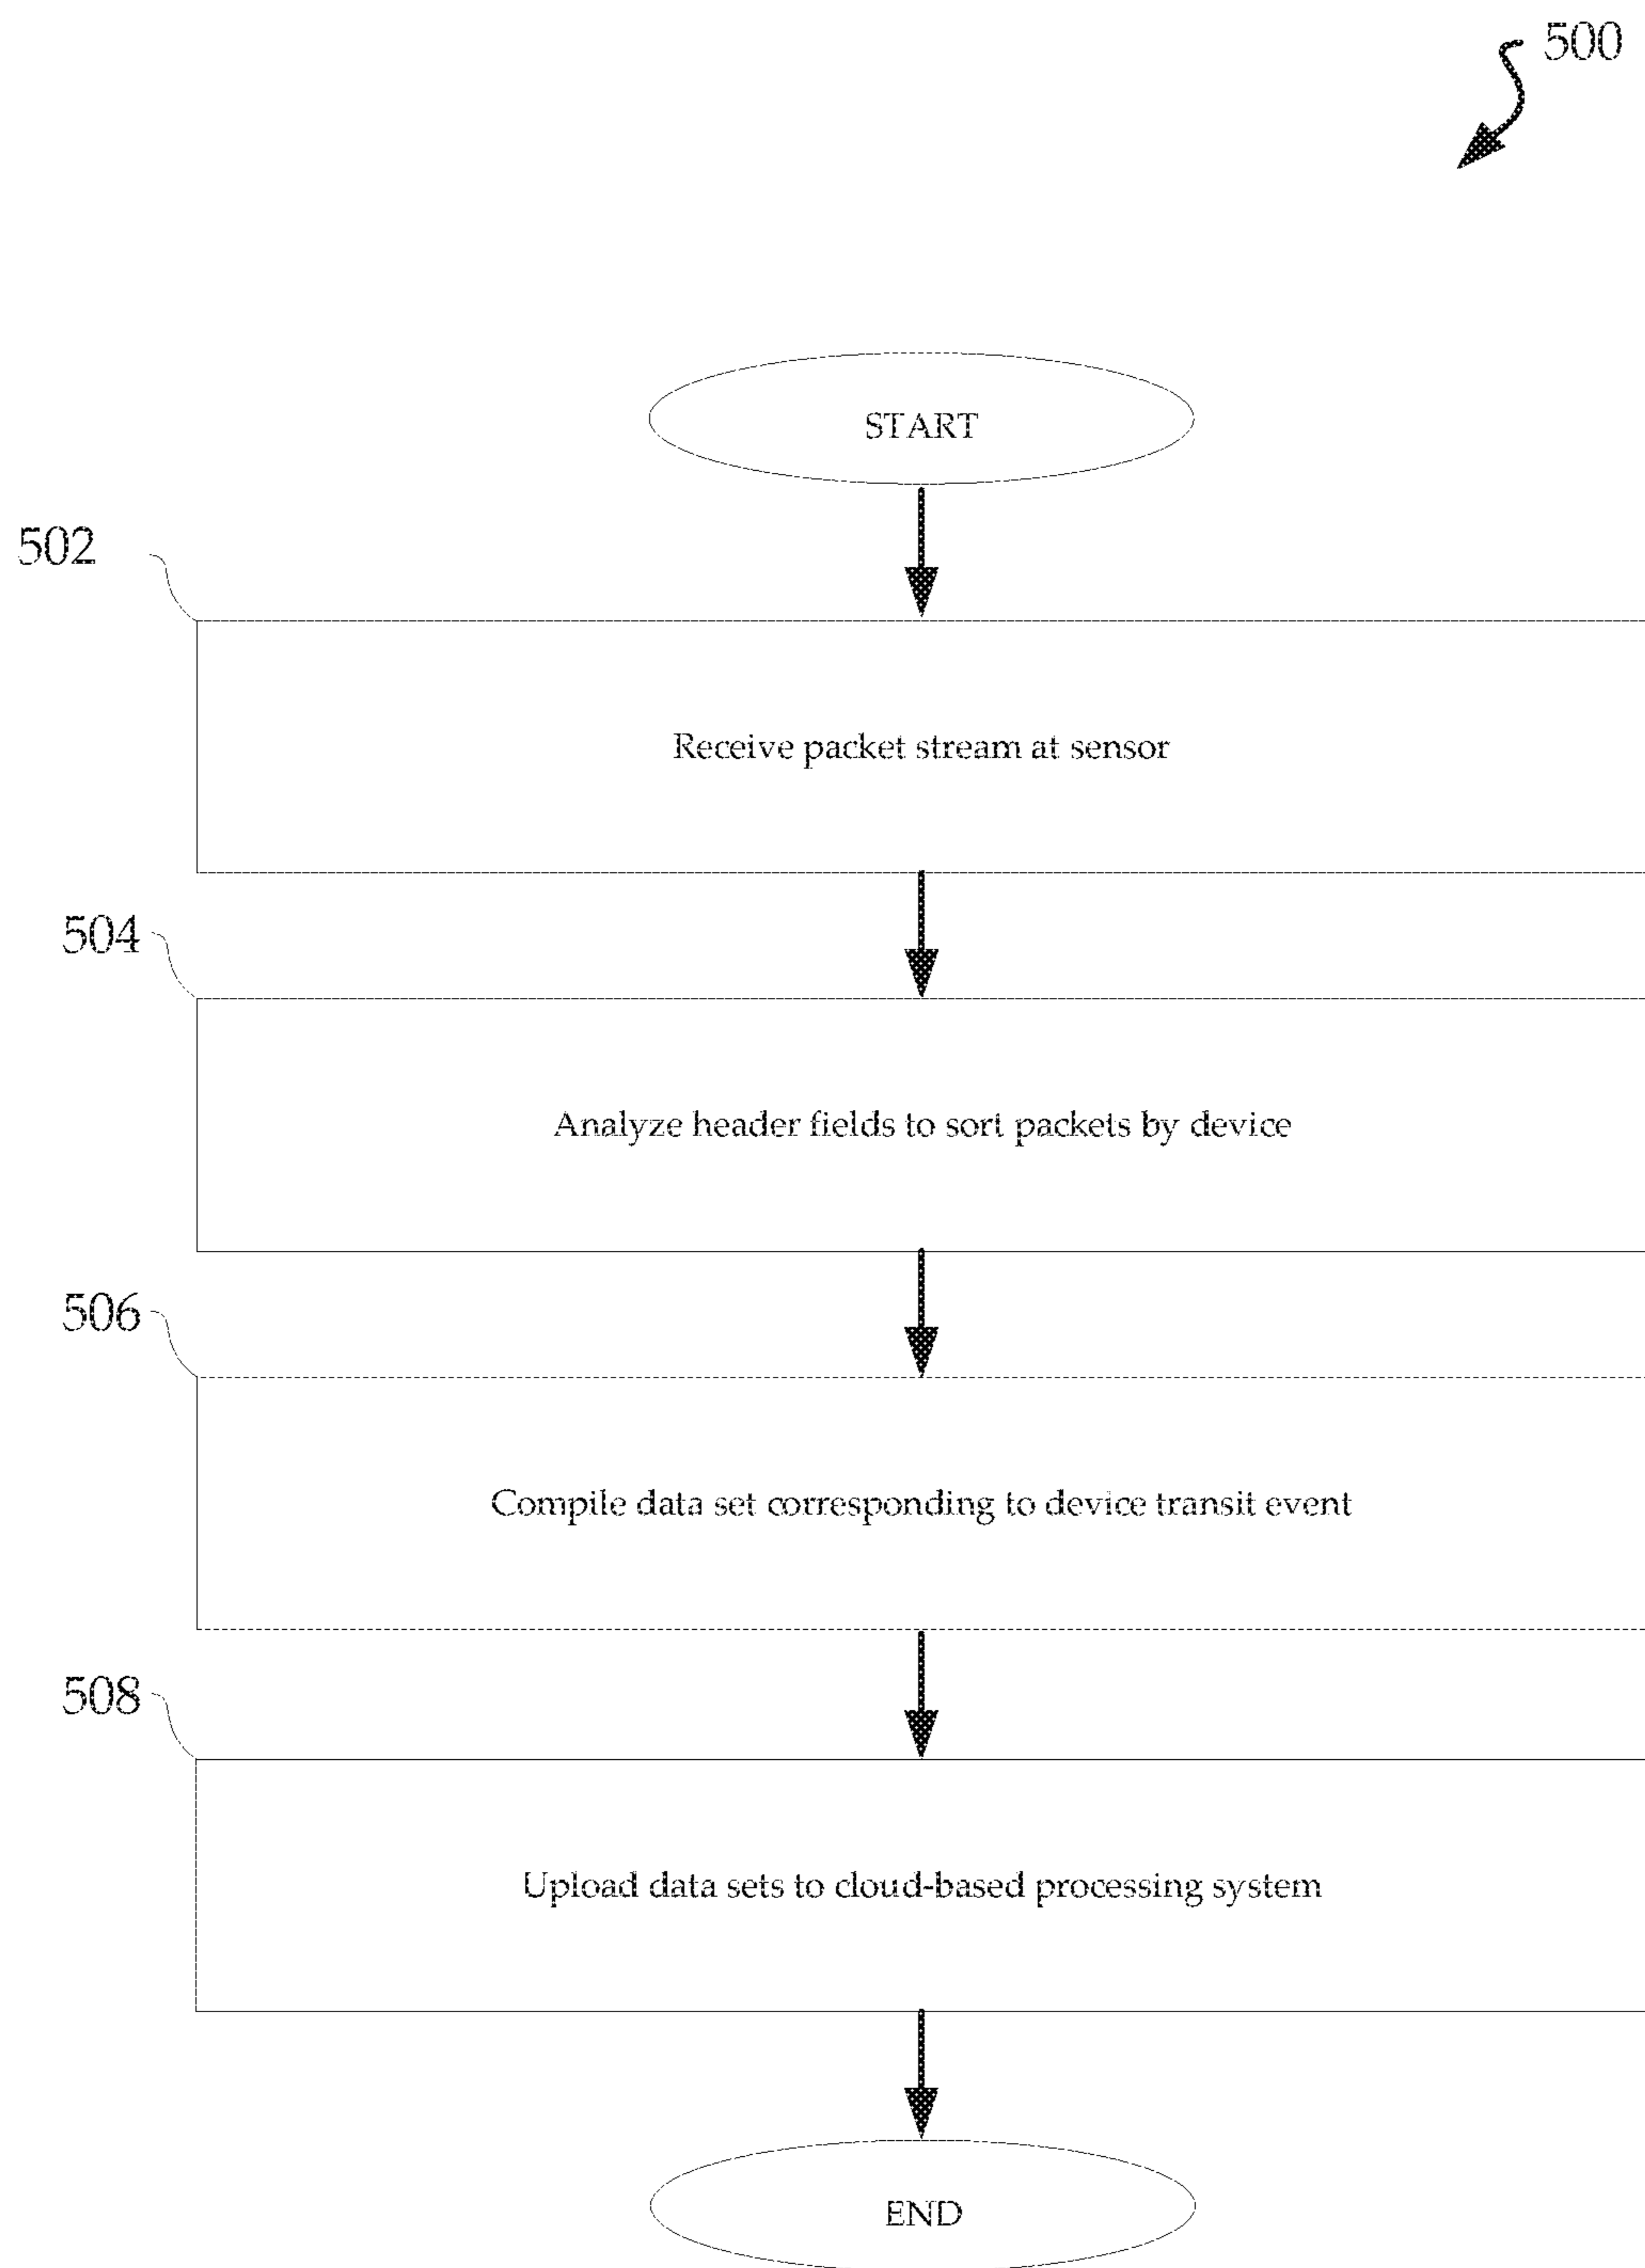 500
START
502
Receive packet stream at sensor
504
Analyze header fields to sort packets by device
506
Compile data set corresponding to device transit event
508
Upload data sets to cloud-based processing system
END